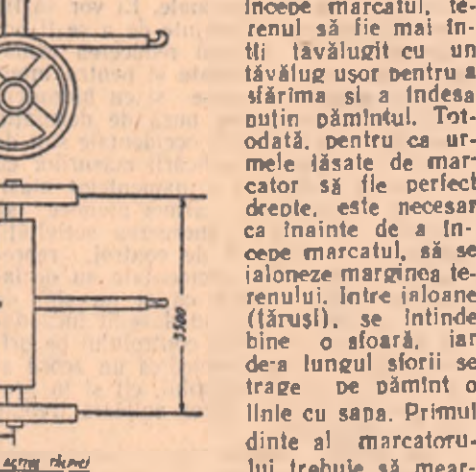 începe marcatul, te-
renul să fie mai în-
tîi tăvălugit cu un
tăvălug ușor pentru a
sfărîma și a îndesa
puțin pămîntul. Tot-
odată, pentru ca ur-
mele lăsate de mar-
cator să fie perfect
drepte, este necesar
ca înainte de a în-
cepe marcatul, să se
jaloneze marginea te-
renului. Între jaloane
(țăruși), se întinde
bine o sfoară, iar
de-a lungul sforii se
trage pe pămînt o
linie cu sapa. Primul
dinte al marcatoru-
lui trebuie să mear-
1500